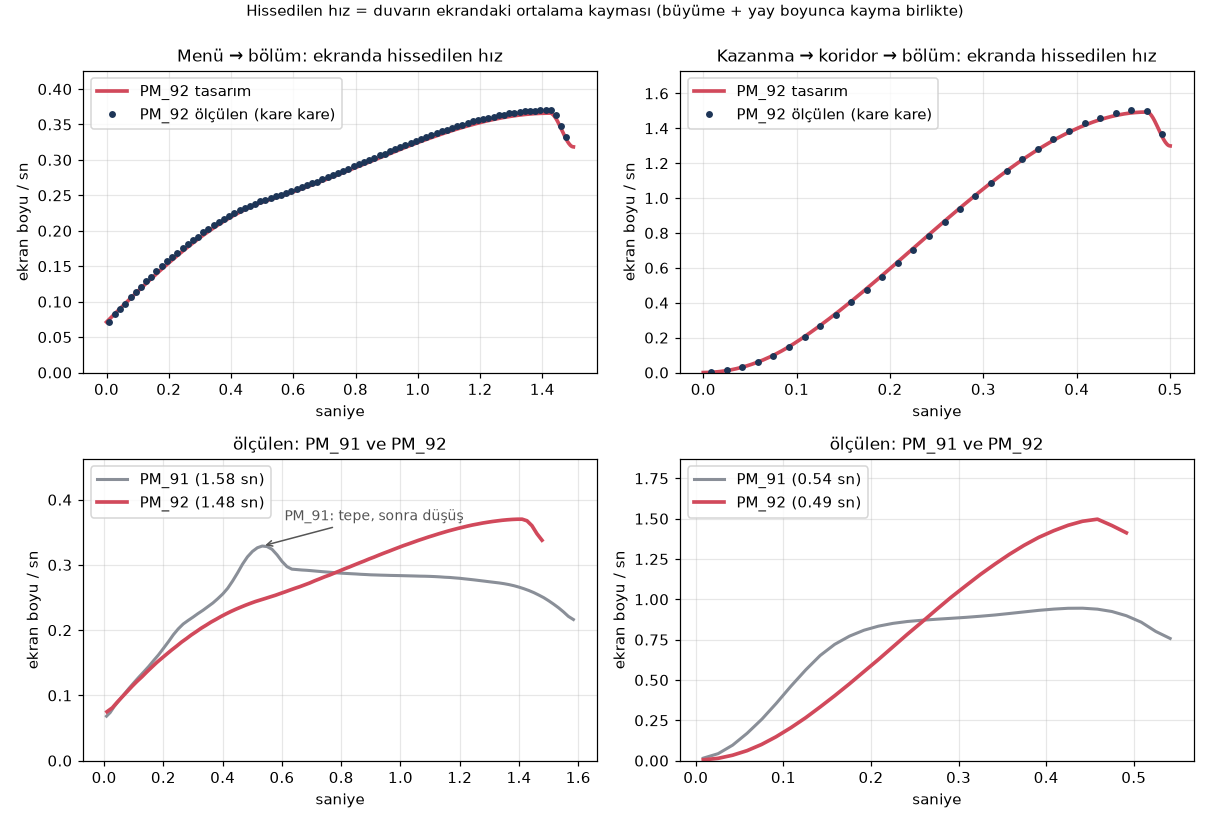 Hissedilen hız = duvarın ekrandaki ortalama kayması (büyüme + yay boyunca kayma birlikte)
Menü → bölüm: ekranda hissedilen hız
PM_92 tasarım
PM_92 ölçülen (kare kare)
ekran boyu / sn
0.40
0.35
0.30
0.25
0.20
0.15
0.10
0.05
0.00
0.0 0.2 0.4 0.6 0.8 1.0 1.2 1.4
saniye
Kazanma → koridor → bölüm: ekranda hissedilen hız
PM_92 tasarım
PM_92 ölçülen (kare kare)
ekran boyu / sn
1.6
1.4
1.2
1.0
0.8
0.6
0.4
0.2
0.0
0.0 0.1 0.2 0.3 0.4 0.5
saniye
ölçülen: PM_91 ve PM_92
PM_91 (1.58 sn)
PM_92 (1.48 sn)
PM_91: tepe, sonra düşüş
ekran boyu / sn
0.4
0.3
0.2
0.1
0.0
0.0 0.2 0.4 0.6 0.8 1.0 1.2 1.4 1.6
saniye
ölçülen: PM_91 ve PM_92
PM_91 (0.54 sn)
PM_92 (0.49 sn)
ekran boyu / sn
1.75
1.50
1.25
1.00
0.75
0.50
0.25
0.00
0.0 0.1 0.2 0.3 0.4 0.5
saniye